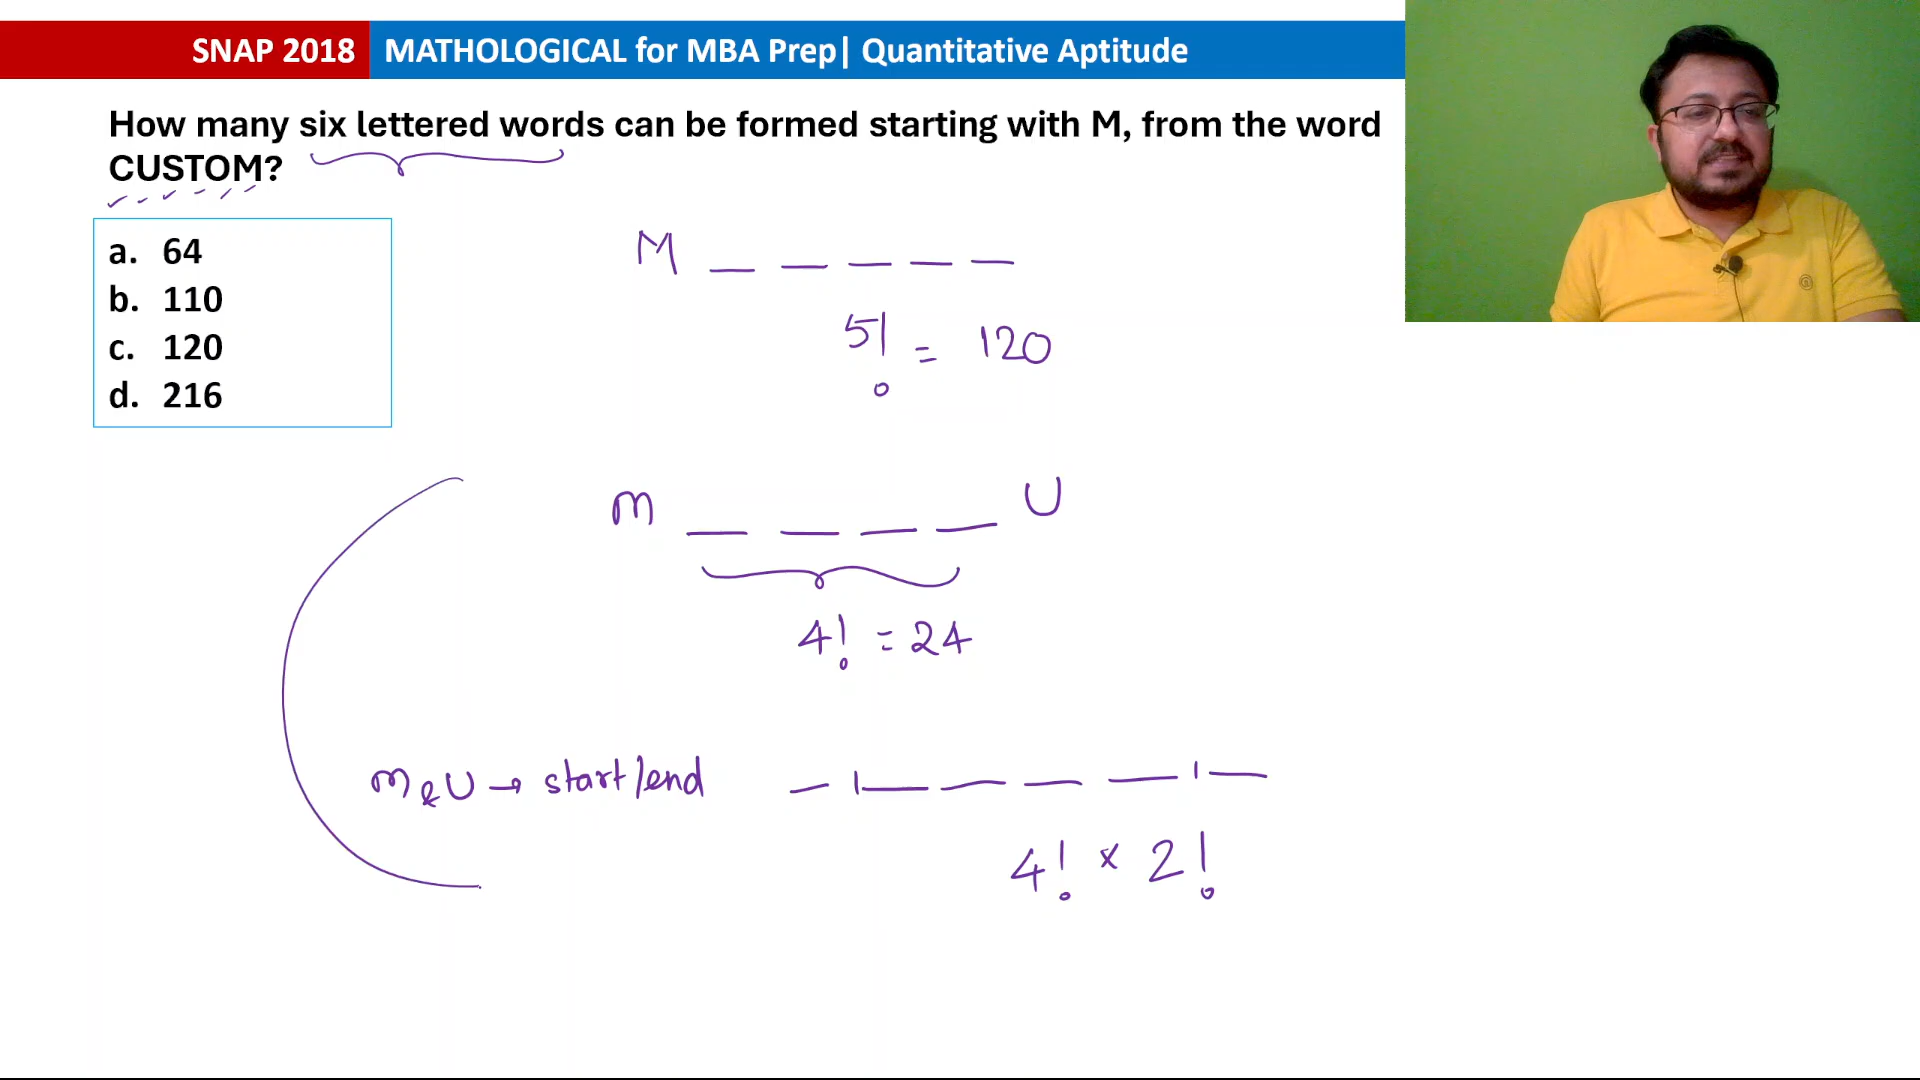 SNAP 2018 MATHOLOGICAL for MBA Prep| Quantitative Aptitude
How many six lettered words can be formed starting with M, from the word
CUSTOM?
a. 64
b. 110
c. 120
d. 216
M _ _ _ _ _
5! = 120
M _ _ _ _ U
4! = 24
M & U → start/end _ _ _ _ _ _
4! × 2!